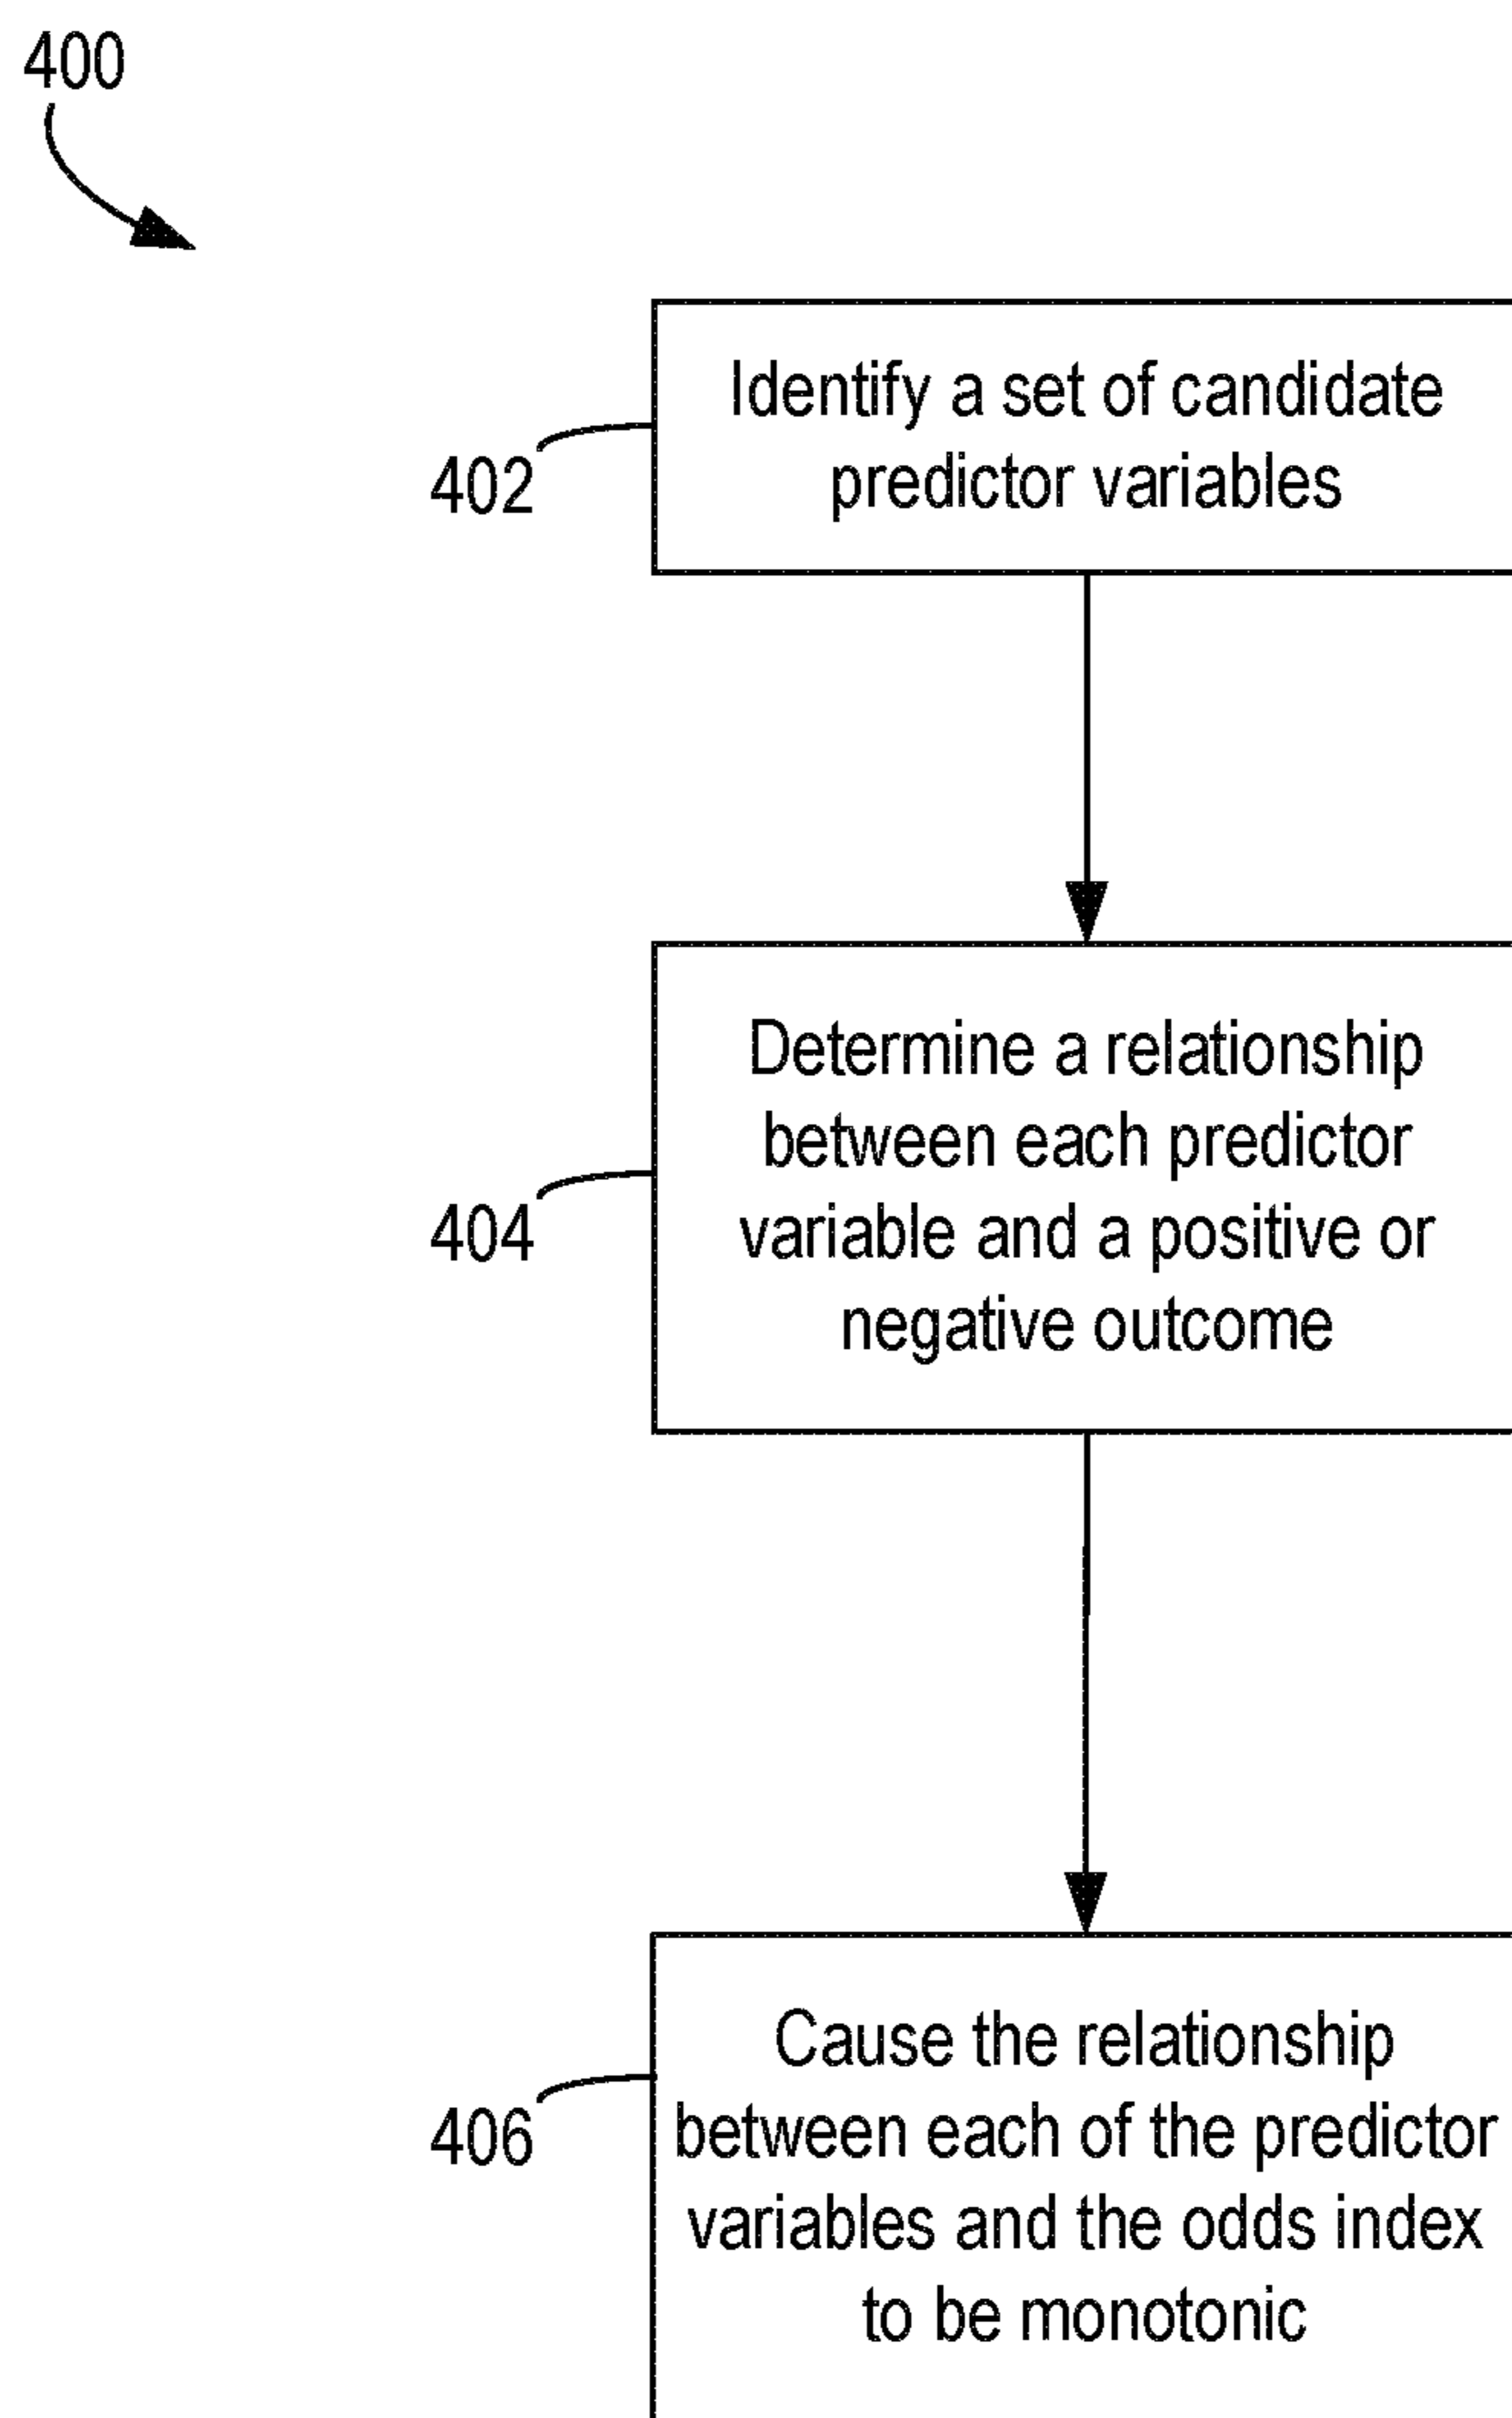 400
Identify a set of candidate
predictor variables
402
Determine a relationship
between each predictor
variable and a positive or
negative outcome
404
Cause the relationship
between each of the predictor
variables and the odds index
to be monotonic
406